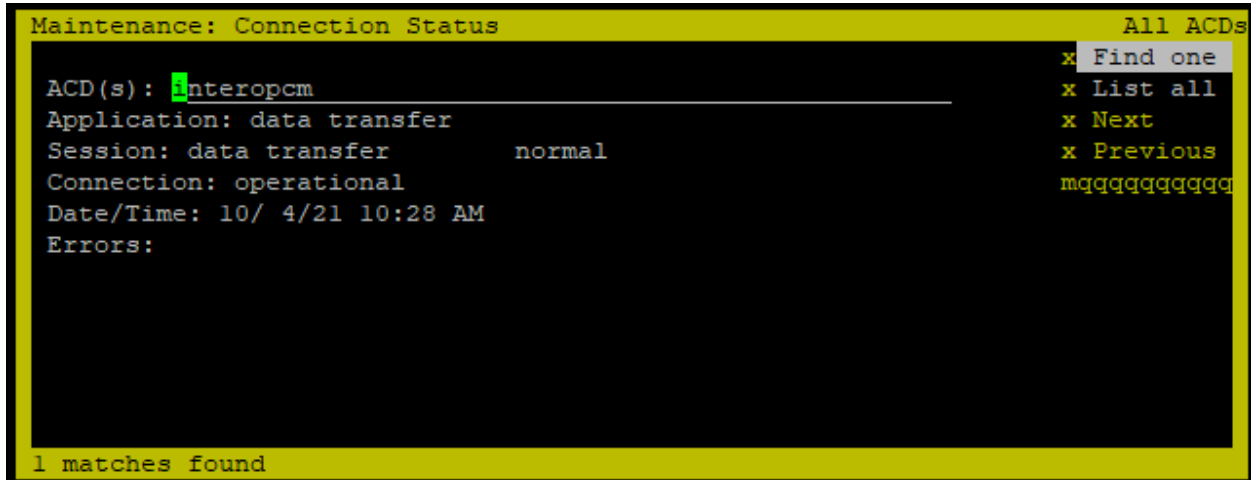 Maintenance: Connection Status All ACDs
x Find one
ACD(s): interopcm x List all
Application: data transfer x Next
Session: data transfer normal x Previous
Connection: operational mqqqqqqqqqq
Date/Time: 10/ 4/21 10:28 AM
Errors:
1 matches found